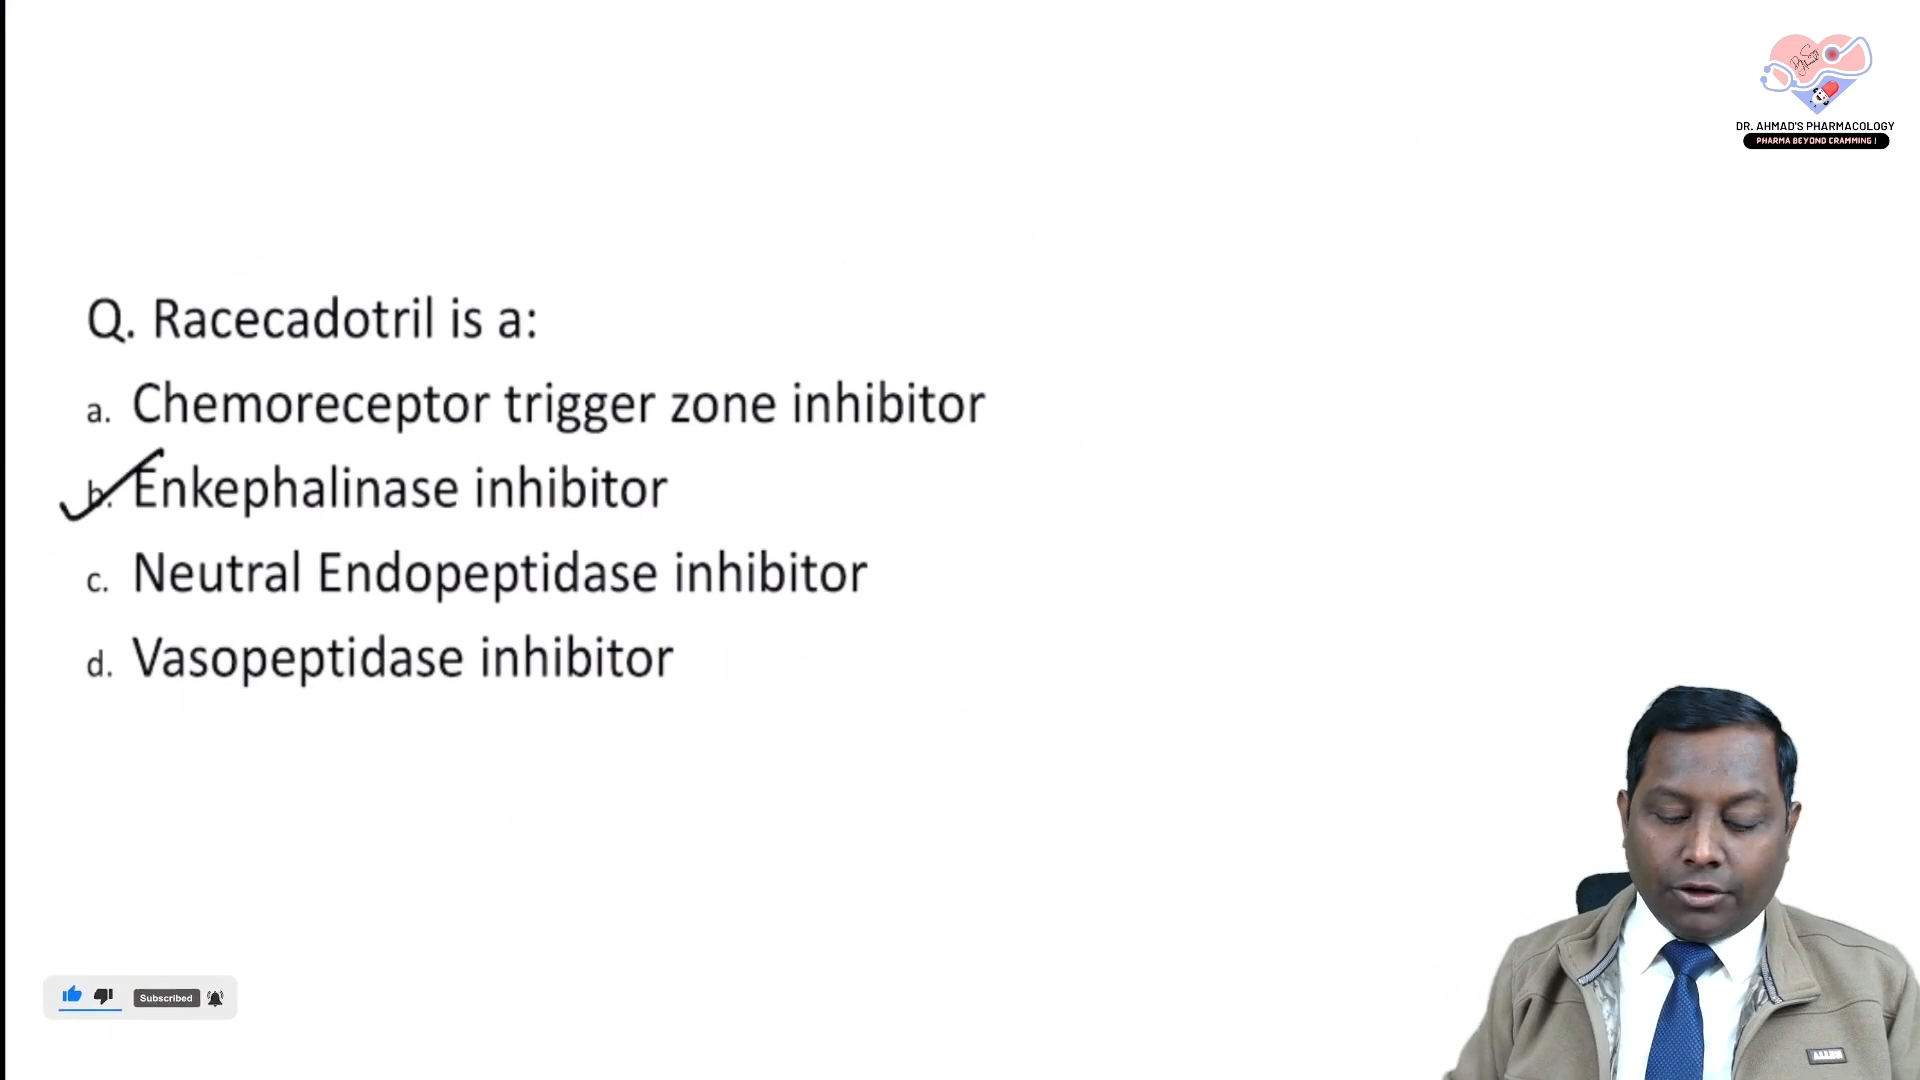 DR. AHMAD'S PHARMACOLOGY
PHARMA BEYOND CRAMMING !
Q. Racecadotril is a:
a. Chemoreceptor trigger zone inhibitor
b. Enkephalinase inhibitor
c. Neutral Endopeptidase inhibitor
d. Vasopeptidase inhibitor
Subscribed